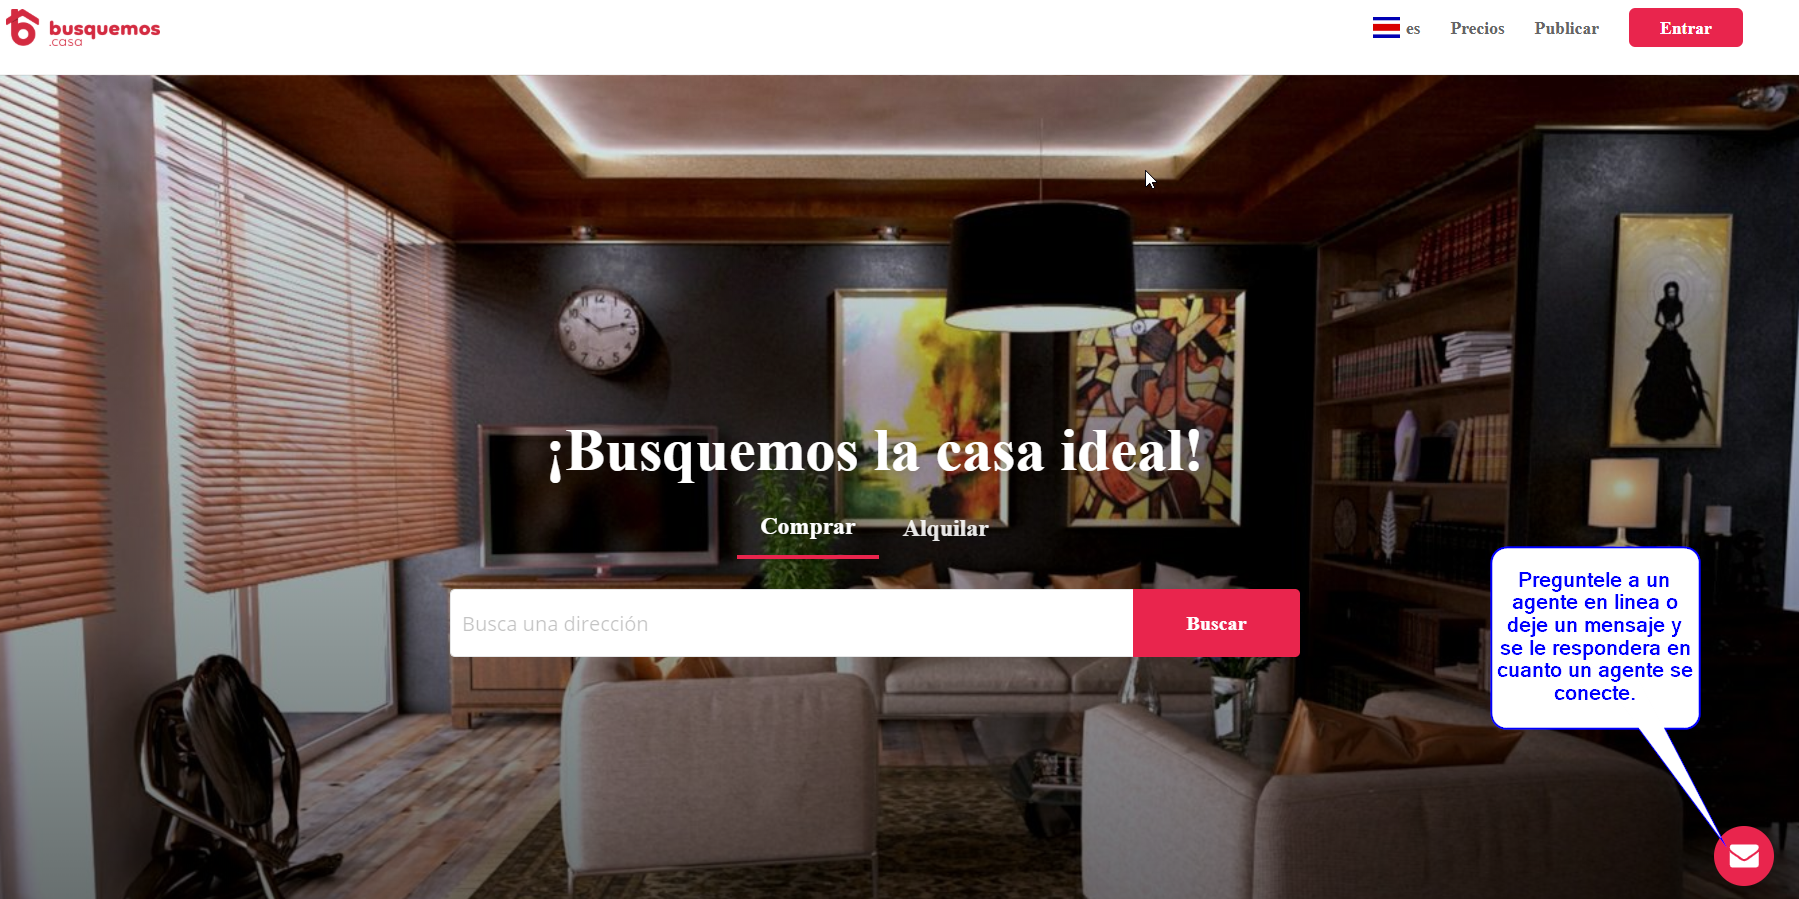 busquemos
.casa
es
Precios
Publicar
Entrar
¡Busquemos la casa ideal!
Comprar
Alquilar
Busca una dirección
Buscar
Preguntele a un
agente en linea o
deje un mensaje y
se le respondera en
cuanto un agente se
conecte.